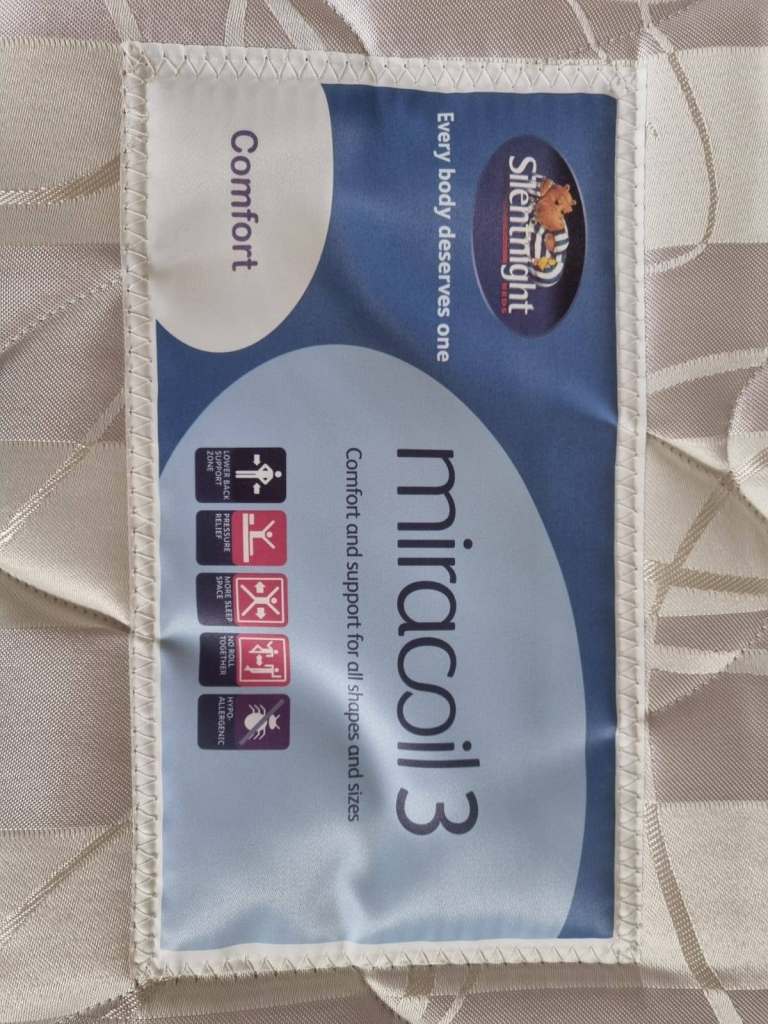 Silentnight
BEDS
Every body deserves one
miracoil 3
Comfort and support for all shapes and sizes
Comfort
LOWER BACK
SUPPORT
ZONE
PRESSURE
RELIEF
MORE SLEEP
SPACE
NO ROLL
TOGETHER
HYPO-
ALLERGENIC